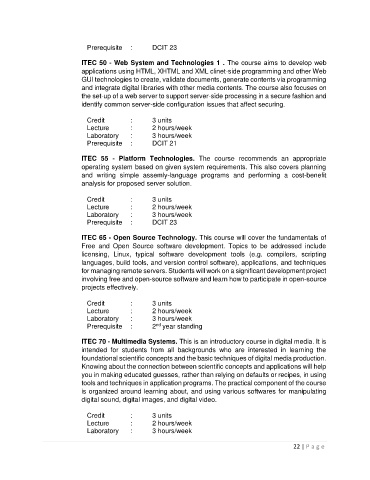 Prerequisite : DCIT 23
ITEC 50 - Web System and Technologies 1 . The course aims to develop web
applications using HTML, XHTML and XML clinet-side programming and other Web
GUI technologies to create, validate documents, generate contents via programming
and integrate digital libraries with other media contents. The course also focuses on
the set-up of a web server to support server-side processing in a secure fashion and
identify common server-side configuration issues that affect securing.
Credit : 3 units
Lecture : 2 hours/week
Laboratory : 3 hours/week
Prerequisite : DCIT 21
ITEC 55 - Platform Technologies. The course recommends an appropriate
operating system based on given system requirements. This also covers planning
and writing simple assemly-language programs and performing a cost-benefit
analysis for proposed server solution.
Credit : 3 units
Lecture : 2 hours/week
Laboratory : 3 hours/week
Prerequisite : DCIT 23
ITEC 65 - Open Source Technology. This course will cover the fundamentals of
Free and Open Source software development. Topics to be addressed include
licensing, Linux, typical software development tools (e.g. compilers, scripting
languages, build tools, and version control software), applications, and techniques
for managing remote servers. Students will work on a significant development project
involving free and open-source software and learn how to participate in open-source
projects effectively.
Credit : 3 units
Lecture : 2 hours/week
Laboratory : 3 hours/week
Prerequisite : 2nd year standing
ITEC 70 - Multimedia Systems. This is an introductory course in digital media. It is
intended for students from all backgrounds who are interested in learning the
foundational scientific concepts and the basic techniques of digital media production.
Knowing about the connection between scientific concepts and applications will help
you in making educated guesses, rather than relying on defaults or recipes, in using
tools and techniques in application programs. The practical component of the course
is organized around learning about, and using various softwares for manipulating
digital sound, digital images, and digital video.
Credit : 3 units
Lecture : 2 hours/week
Laboratory : 3 hours/week
22 | P a g e